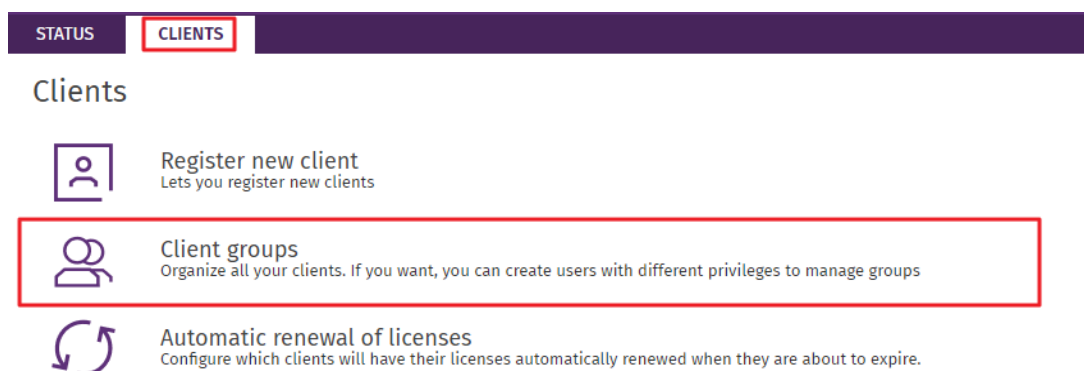 STATUS CLIENTS
Clients
Register new client
Lets you register new clients
Client groups
Organize all your clients. If you want, you can create users with different privileges to manage groups
Automatic renewal of licenses
Configure which clients will have their licenses automatically renewed when they are about to expire.